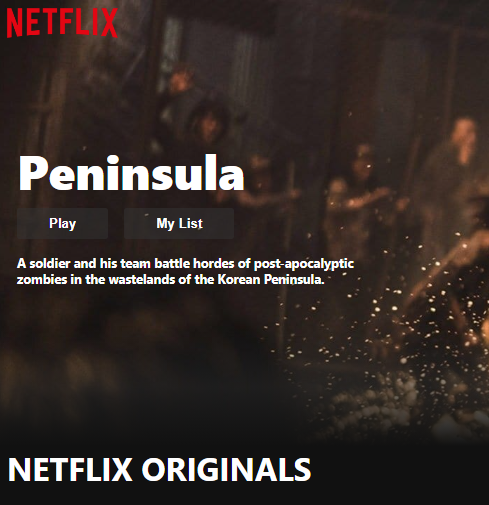 NETFLIX
Peninsula
Play
My List
A soldier and his team battle hordes of post-apocalyptic
zombies in the wastelands of the Korean Peninsula.
NETFLIX ORIGINALS